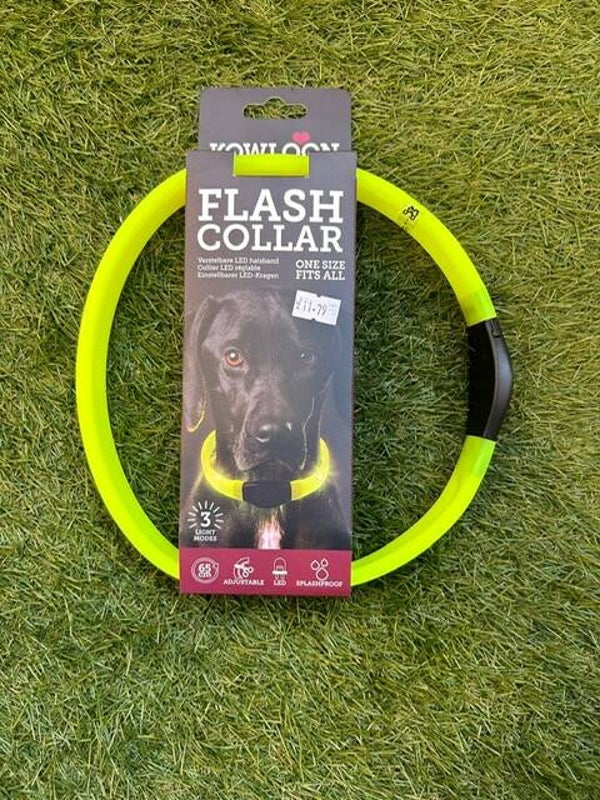 KOWLOON
FLASH
COLLAR
Verstelbare LED halsband
Collier LED réglable
Einstellbarer LED-Kragen
ONE SIZE
FITS ALL
£11.79
3
LIGHT
MODES
65
cm
ADJUSTABLE
LED
SPLASHPROOF